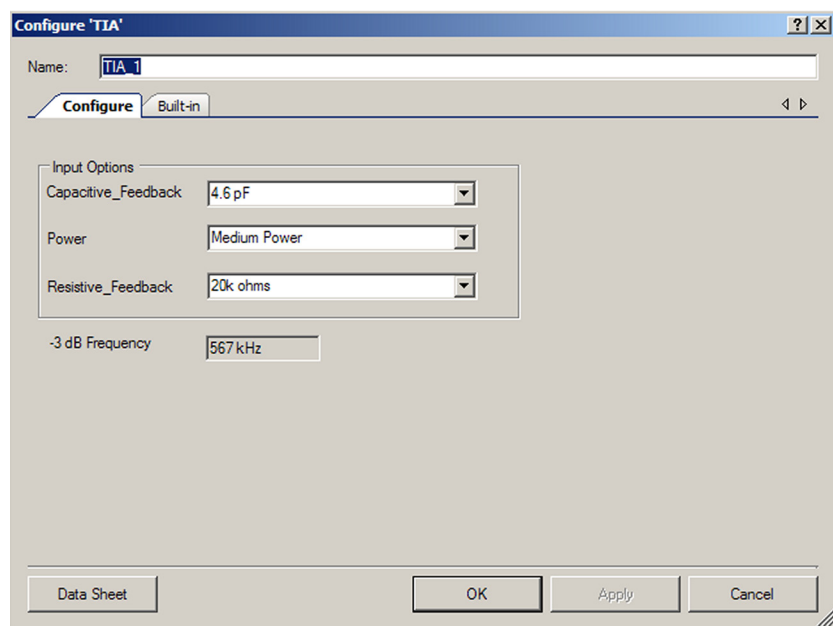 Configure 'TIA'
Name: TIA_1
Configure Built-in
Input Options
Capacitive_Feedback 4.6 pF
Power Medium Power
Resistive_Feedback 20k ohms
-3 dB Frequency 567 kHz
Data Sheet OK Apply Cancel